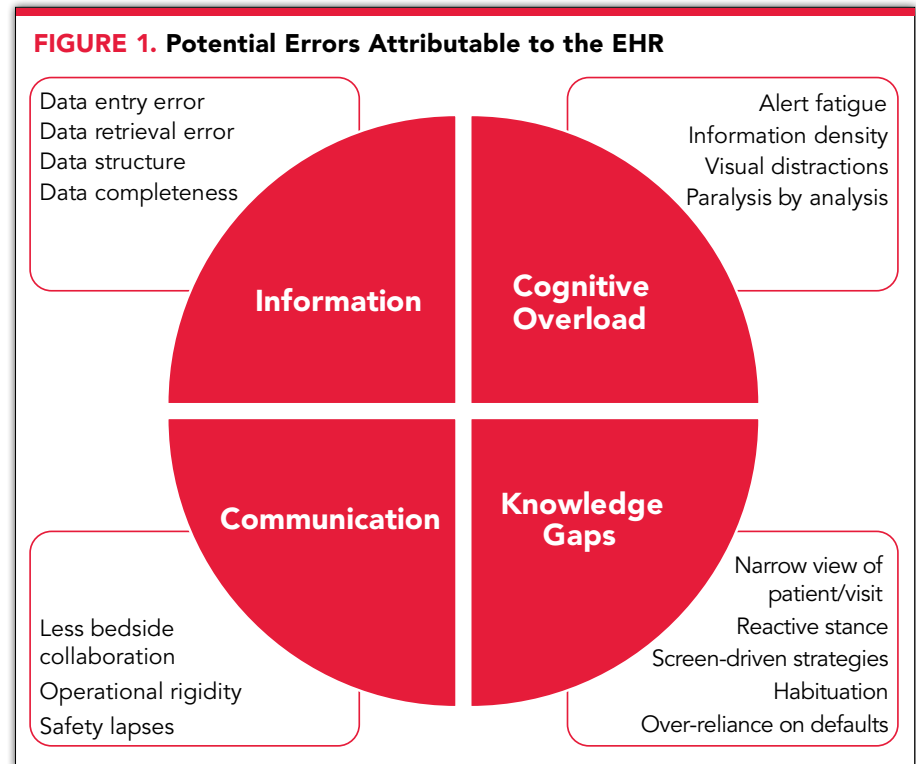 FIGURE 1. Potential Errors Attributable to the EHR
Data entry error
Data retrieval error
Data structure
Data completeness
Alert fatigue
Information density
Visual distractions
Paralysis by analysis
Information
Cognitive
Overload
Communication
Knowledge
Gaps
Less bedside
collaboration
Operational rigidity
Safety lapses
Narrow view of
patient/visit
Reactive stance
Screen-driven strategies
Habituation
Over-reliance on defaults